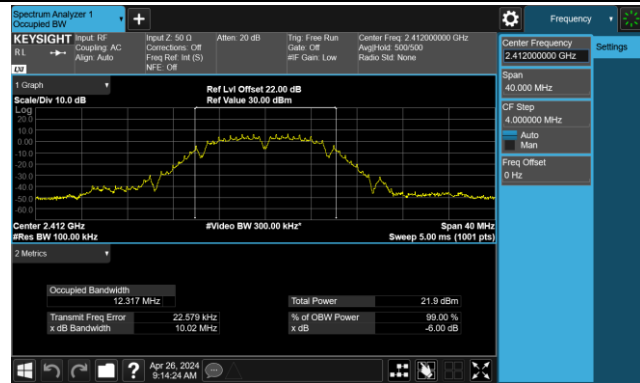 Spectrum Analyzer 1
Occupied BW
+
Frequency
KEYSIGHT
RL
LXI
Input: RF
Coupling: AC
Align: Auto
Input Z: 50 Ω
Corrections: Off
Freq Ref: Int (S)
NFE: Off
Atten: 20 dB
Trig: Free Run
Gate: Off
#IF Gain: Low
Center Freq: 2.412000000 GHz
Avg|Hold: 500/500
Radio Std: None
Center Frequency
2.412000000 GHz
Settings
Span
40.000 MHz
CF Step
4.000000 MHz
Auto
Man
Freq Offset
0 Hz
1 Graph
Scale/Div 10.0 dB
Ref Lvl Offset 22.00 dB
Ref Value 30.00 dBm
Log
20.0
10.0
0.00
-10.0
-20.0
-30.0
-40.0
-50.0
-60.0
Center 2.412 GHz
#Res BW 100.00 kHz
#Video BW 300.00 kHz*
Span 40 MHz
Sweep 5.00 ms (1001 pts)
2 Metrics
Occupied Bandwidth
12.317 MHz
Total Power 21.9 dBm
Transmit Freq Error 22.579 kHz
% of OBW Power 99.00 %
x dB Bandwidth 10.02 MHz
x dB -6.00 dB
?
Apr 26, 2024
9:14:24 AM